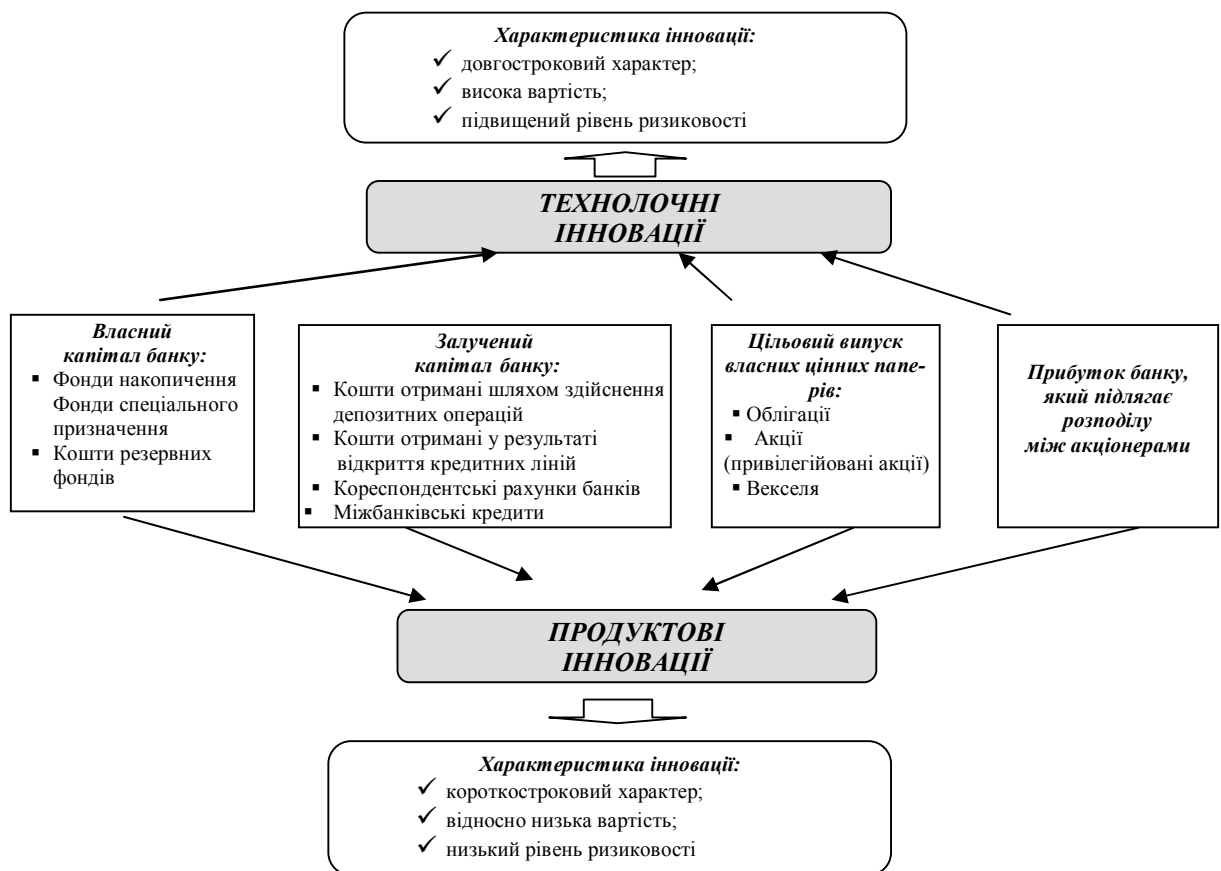 Характеристика інновації:
✓ довгостроковий характер;
✓ висока вартість;
✓ підвищений рівень ризиковості
ТЕХНОЛОЧНІ
ІННОВАЦІЇ
Власний
капітал банку:
▪ Фонди накопичення
Фонди спеціального
призначення
▪ Кошти резервних
фондів
Залучений
капітал банку:
▪ Кошти отримані шляхом здійснення
депозитних операцій
▪ Кошти отримані у результаті
відкриття кредитних ліній
▪ Кореспондентські рахунки банків
▪ Міжбанківські кредити
Цільовий випуск
власних цінних папе-
рів:
▪ Облігації
▪ Акції
(привілегійовані акції)
▪ Векселя
Прибуток банку,
який підлягає
розподілу
між акціонерами
ПРОДУКТОВІ
ІННОВАЦІЇ
Характеристика інновації:
✓ короткостроковий характер;
✓ відносно низька вартість;
✓ низький рівень ризиковості